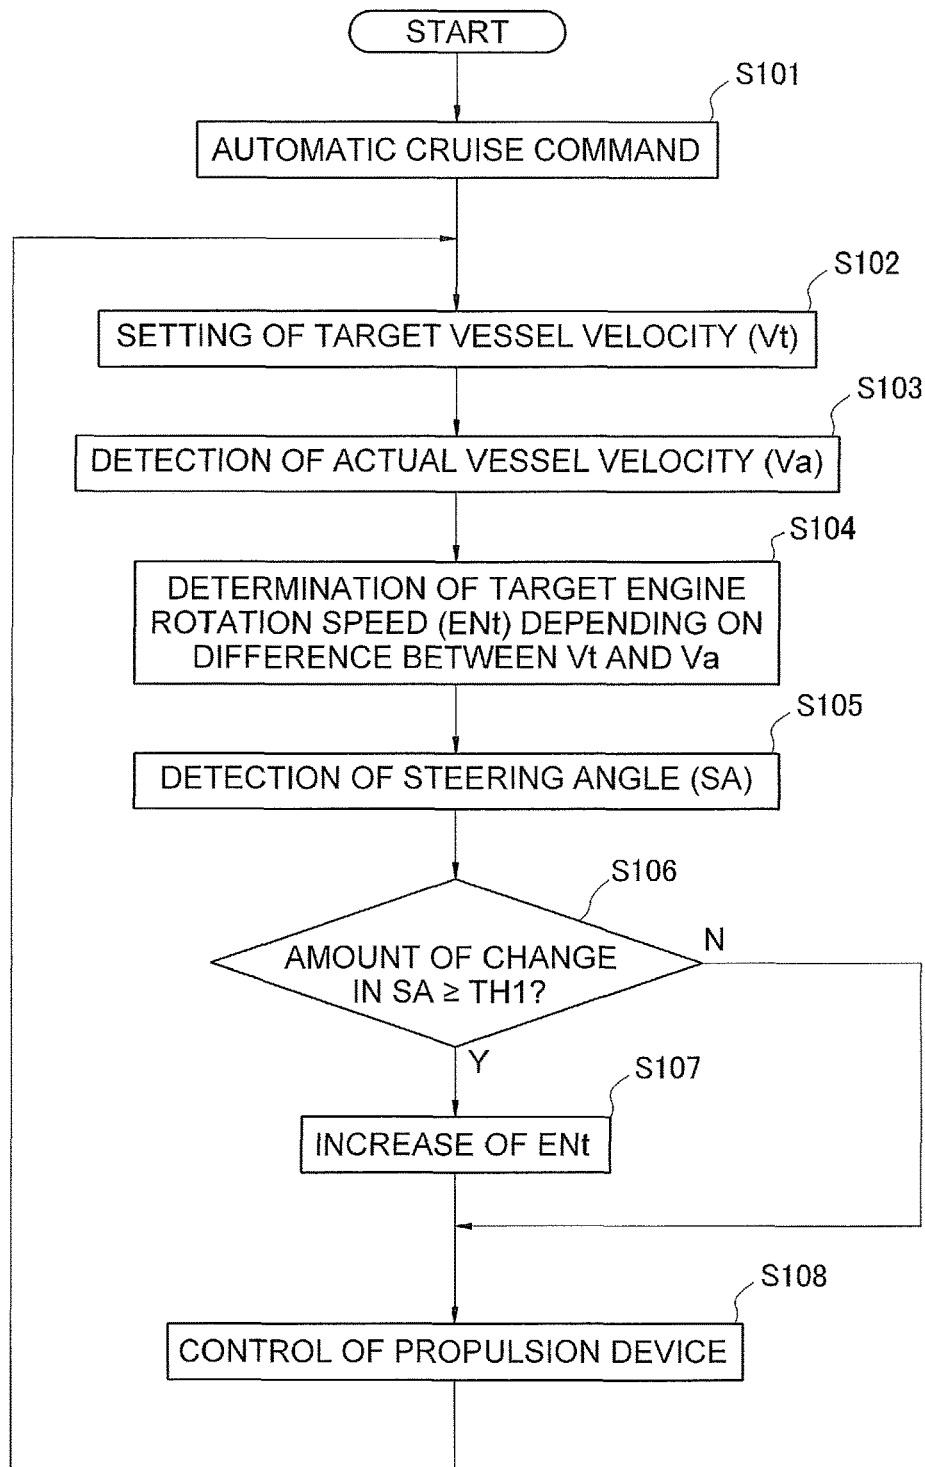 START
S101
AUTOMATIC CRUISE COMMAND
S102
SETTING OF TARGET VESSEL VELOCITY (Vt)
S103
DETECTION OF ACTUAL VESSEL VELOCITY (Va)
S104
DETERMINATION OF TARGET ENGINE
ROTATION SPEED (ENt) DEPENDING ON
DIFFERENCE BETWEEN Vt AND Va
S105
DETECTION OF STEERING ANGLE (SA)
S106
AMOUNT OF CHANGE
IN SA ≥ TH1?
N
Y
S107
INCREASE OF ENt
S108
CONTROL OF PROPULSION DEVICE